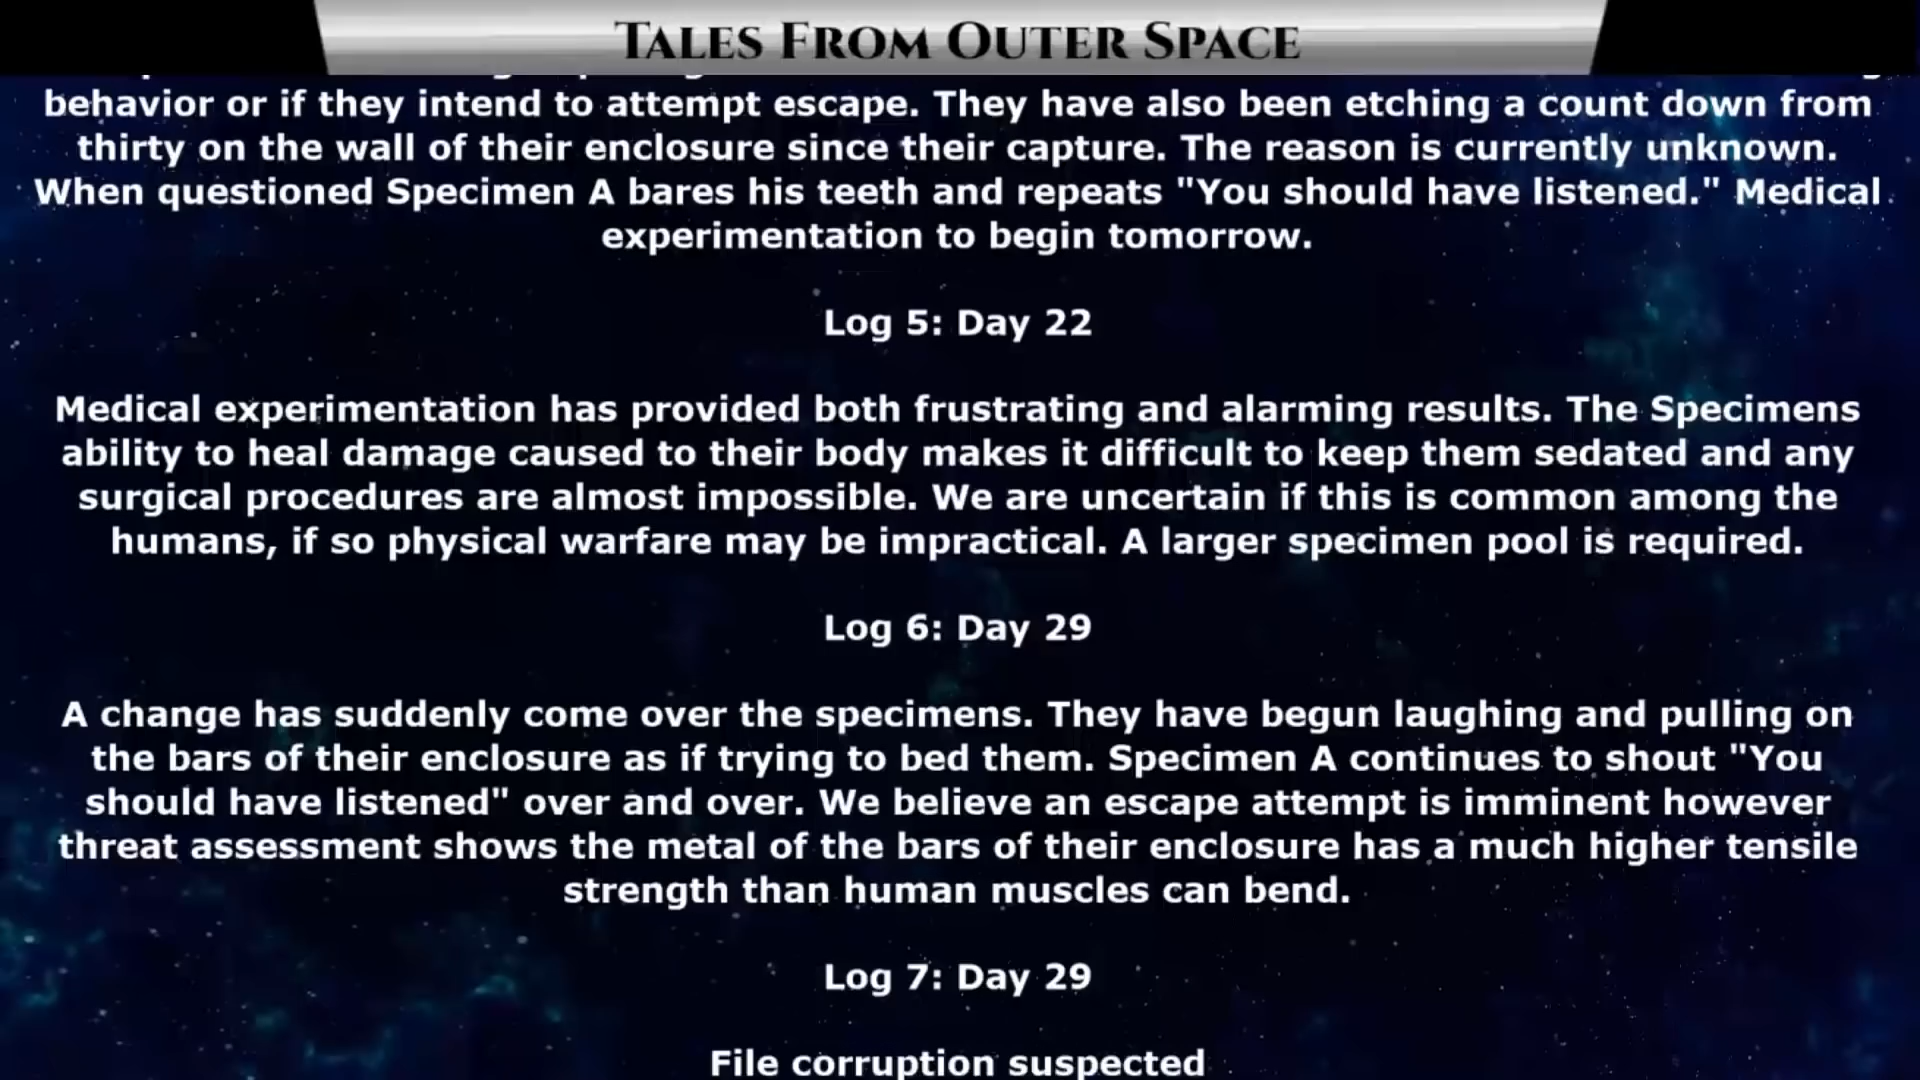 TALES FROM OUTER SPACE
behavior or if they intend to attempt escape. They have also been etching a count down from
thirty on the wall of their enclosure since their capture. The reason is currently unknown.
When questioned Specimen A bares his teeth and repeats "You should have listened." Medical
experimentation to begin tomorrow.
Log 5: Day 22
Medical experimentation has provided both frustrating and alarming results. The Specimens
ability to heal damage caused to their body makes it difficult to keep them sedated and any
surgical procedures are almost impossible. We are uncertain if this is common among the
humans, if so physical warfare may be impractical. A larger specimen pool is required.
Log 6: Day 29
A change has suddenly come over the specimens. They have begun laughing and pulling on
the bars of their enclosure as if trying to bed them. Specimen A continues to shout "You
should have listened" over and over. We believe an escape attempt is imminent however
threat assessment shows the metal of the bars of their enclosure has a much higher tensile
strength than human muscles can bend.
Log 7: Day 29
File corruption suspected